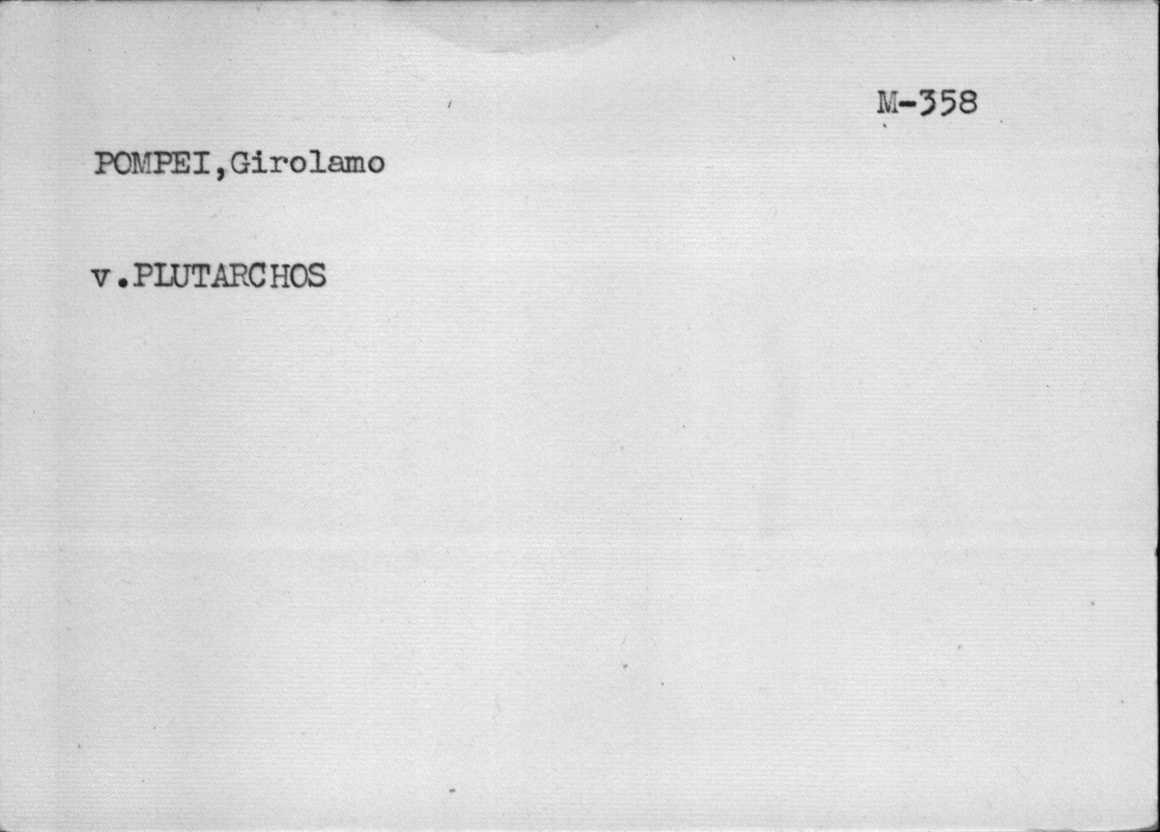 M-358
POMPEI,Girolamo
v.PLUTARCHOS